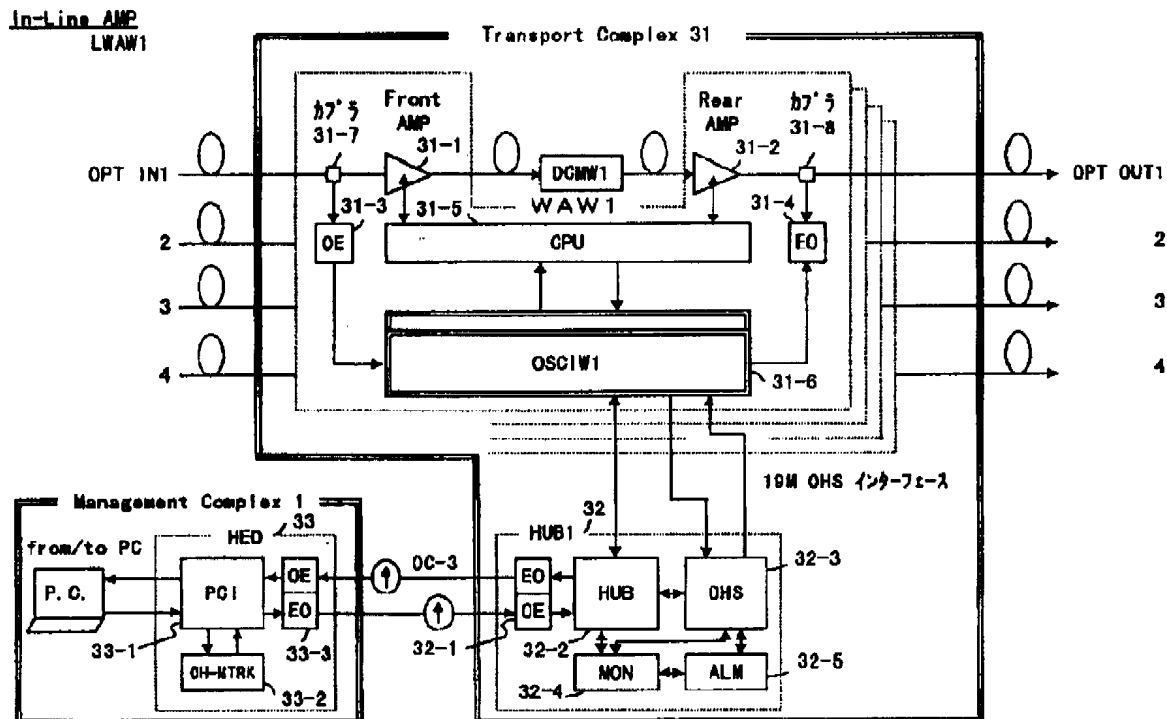 In-Line AMP
LWAW1
Transport Complex 31
カプラ
31-7
Front
AMP
31-1
Rear
AMP
31-2
カプラ
31-8
OPT IN1
DCMW1
OPT OUT1
31-3
31-5
WAW1
31-4
2
OE
CPU
EO
2
3
3
OSCIW1
4
31-6
4
19M OHS インターフェース
Management Complex 1
33
32
from/to PC
HED
HUB1
32-3
P.C.
PCI
OE
EO
OC-3
EO
OE
HUB
OHS
33-1
33-3
32-1
32-2
OH-MTRK
33-2
MON
32-4
ALM
32-5